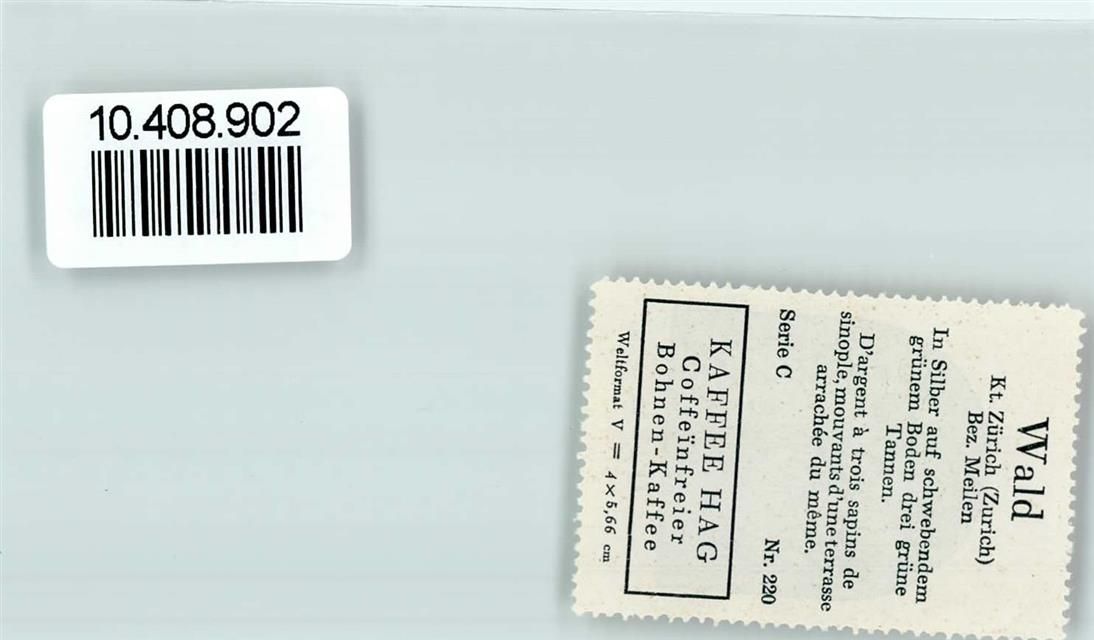 10.408.902
Wald
Kt. Zürich (Zurich)
Bez. Meilen
In Silber auf schwebendem
grünem Boden drei grüne
Tannen.
D'argent à trois sapins de
sinople, mouvants d'une terrasse
arrachée du même.
Serie C Nr. 220
KAFFEE HAG
Coffeïnfreier
Bohnen-Kaffee
Weltformat V = 4 × 5,66 cm